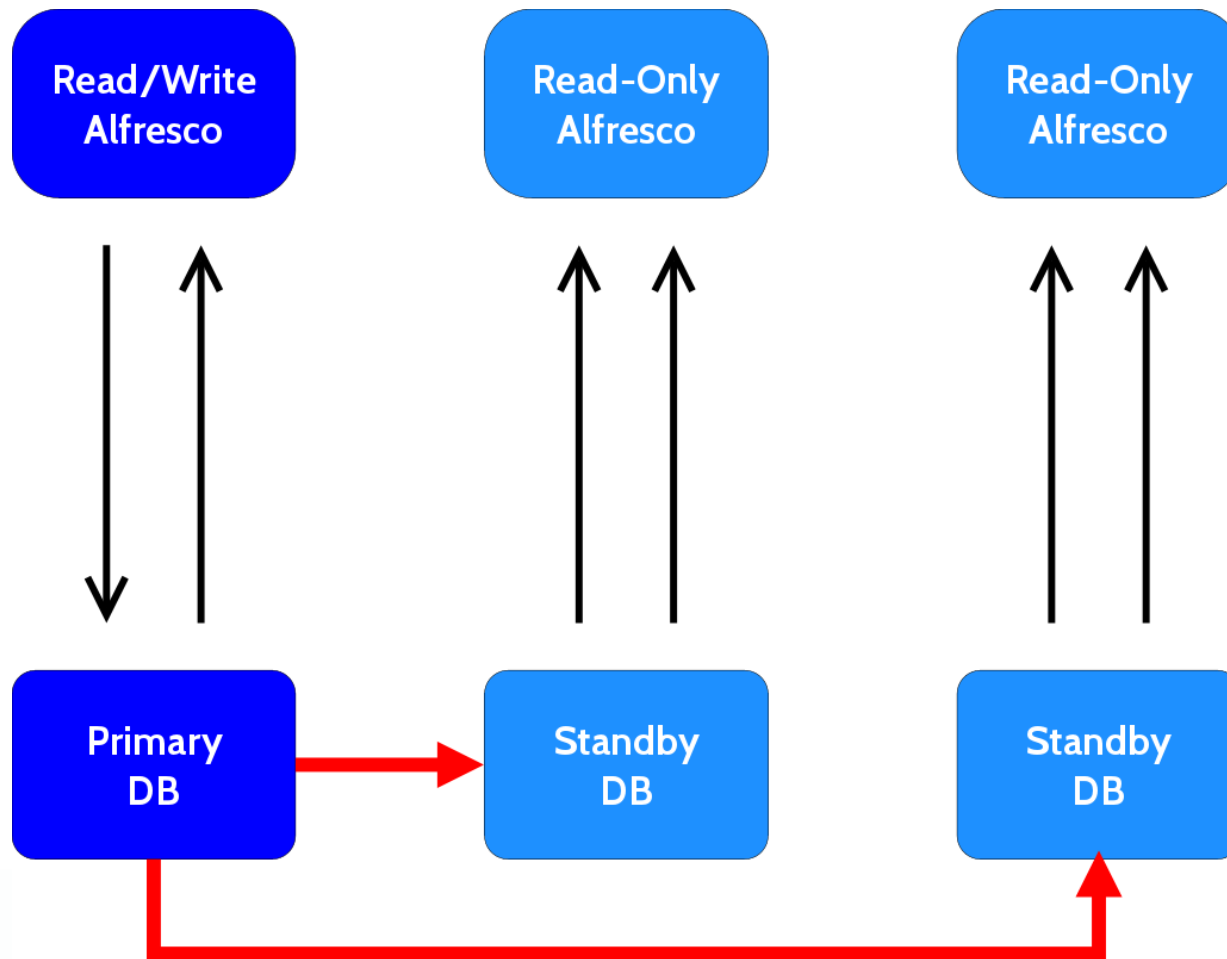 Read/Write
Alfresco
Read-Only
Alfresco
Read-Only
Alfresco
Primary
DB
Standby
DB
Standby
DB